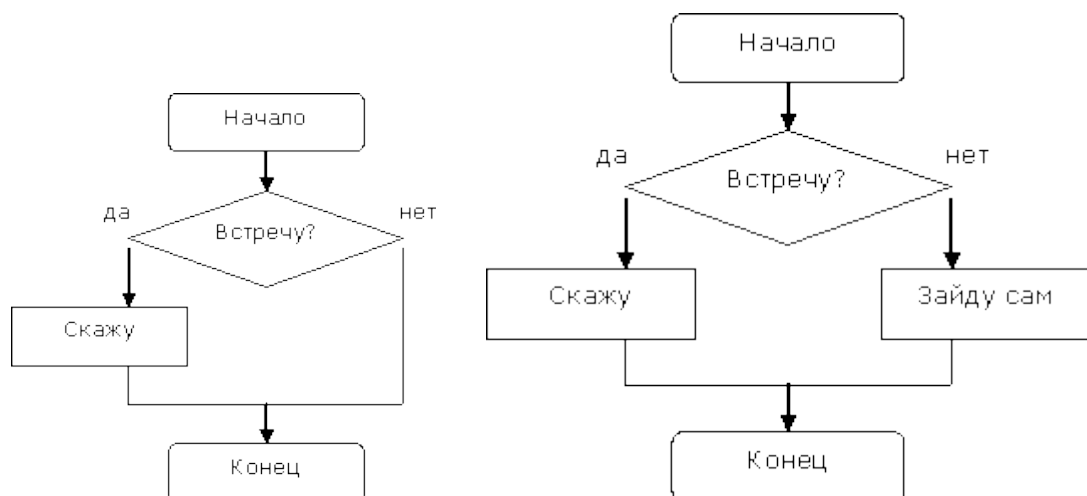 Начало
Встречу?
да
нет
Скажу
Конец
Начало
Встречу?
да
нет
Скажу
Зайду сам
Конец